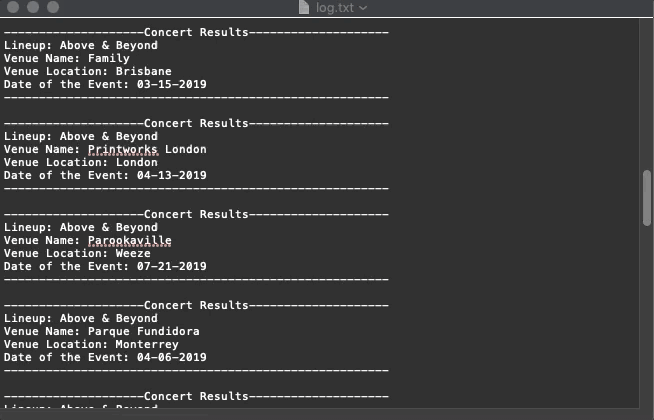 log.txt
--------------------Concert Results--------------------
Lineup: Above & Beyond
Venue Name: Family
Venue Location: Brisbane
Date of the Event: 03-15-2019
-------------------------------------------------------
--------------------Concert Results--------------------
Lineup: Above & Beyond
Venue Name: Printworks London
Venue Location: London
Date of the Event: 04-13-2019
-------------------------------------------------------
--------------------Concert Results--------------------
Lineup: Above & Beyond
Venue Name: Parookaville
Venue Location: Weeze
Date of the Event: 07-21-2019
-------------------------------------------------------
--------------------Concert Results--------------------
Lineup: Above & Beyond
Venue Name: Parque Fundidora
Venue Location: Monterrey
Date of the Event: 04-06-2019
-------------------------------------------------------
--------------------Concert Results--------------------
Lineup: Above & Beyond